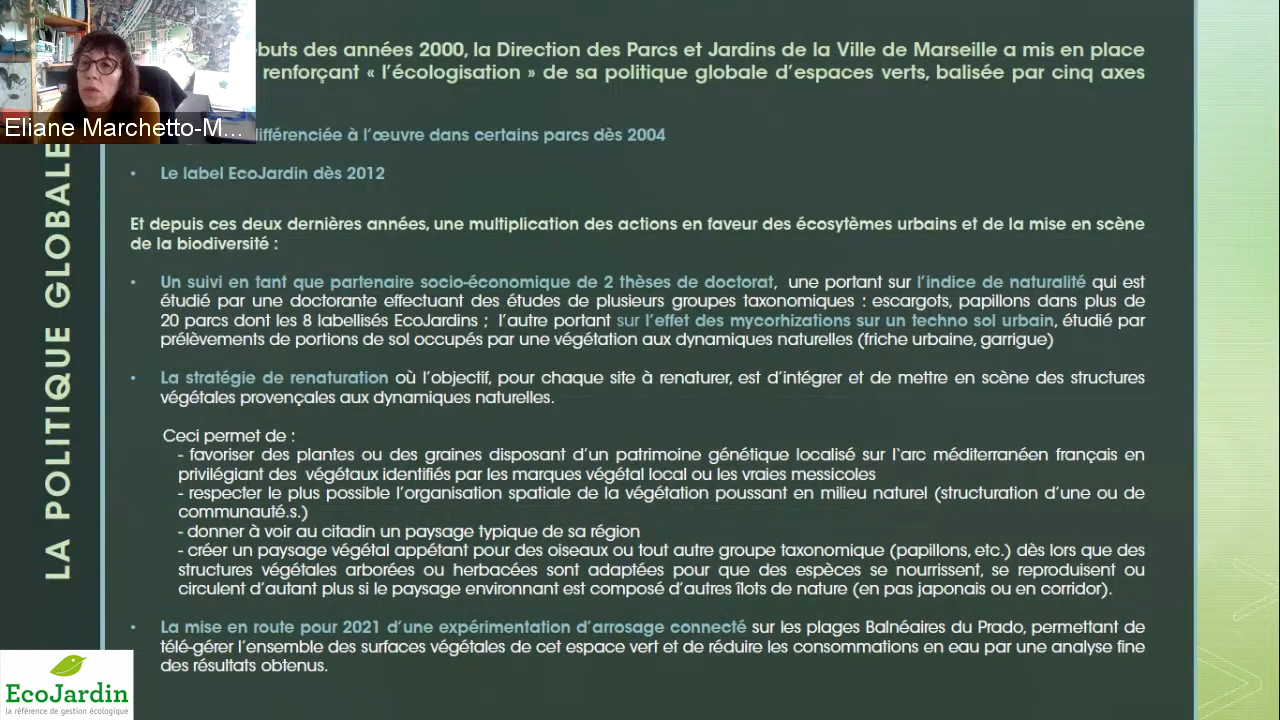 ébuts des années 2000, la Direction des Parcs et Jardins de la Ville de Marseille a mis en place
renforçant « l'écologisation » de sa politique globale d'espaces verts, balisée par cinq axes
Eliane Marchetto-M...
différenciée à l'œuvre dans certains parcs dès 2004
LA POLITIQUE GLOBALE
• Le label EcoJardin dès 2012
Et depuis ces deux dernières années, une multiplication des actions en faveur des écosytèmes urbains et de la mise en scène
de la biodiversité :
• Un suivi en tant que partenaire socio-économique de 2 thèses de doctorat, une portant sur l'indice de naturalité qui est
étudié par une doctorante effectuant des études de plusieurs groupes taxonomiques : escargots, papillons dans plus de
20 parcs dont les 8 labellisés EcoJardins ; l'autre portant sur l'effet des mycorhizations sur un techno sol urbain, étudié par
prélèvements de portions de sol occupés par une végétation aux dynamiques naturelles (friche urbaine, garrigue)
• La stratégie de renaturation où l'objectif, pour chaque site à renaturer, est d'intégrer et de mettre en scène des structures
végétales provençales aux dynamiques naturelles.
Ceci permet de :
- favoriser des plantes ou des graines disposant d'un patrimoine génétique localisé sur l`arc méditerranéen français en
privilégiant des végétaux identifiés par les marques végétal local ou les vraies messicoles
- respecter le plus possible l'organisation spatiale de la végétation poussant en milieu naturel (structuration d'une ou de
communauté.s.)
- donner à voir au citadin un paysage typique de sa région
- créer un paysage végétal appétant pour des oiseaux ou tout autre groupe taxonomique (papillons, etc.) dès lors que des
structures végétales arborées ou herbacées sont adaptées pour que des espèces se nourrissent, se reproduisent ou
circulent d'autant plus si le paysage environnant est composé d'autres îlots de nature (en pas japonais ou en corridor).
• La mise en route pour 2021 d'une expérimentation d'arrosage connecté sur les plages Balnéaires du Prado, permettant de
télé-gérer l'ensemble des surfaces végétales de cet espace vert et de réduire les consommations en eau par une analyse fine
des résultats obtenus.
EcoJardin
la référence de gestion écologique